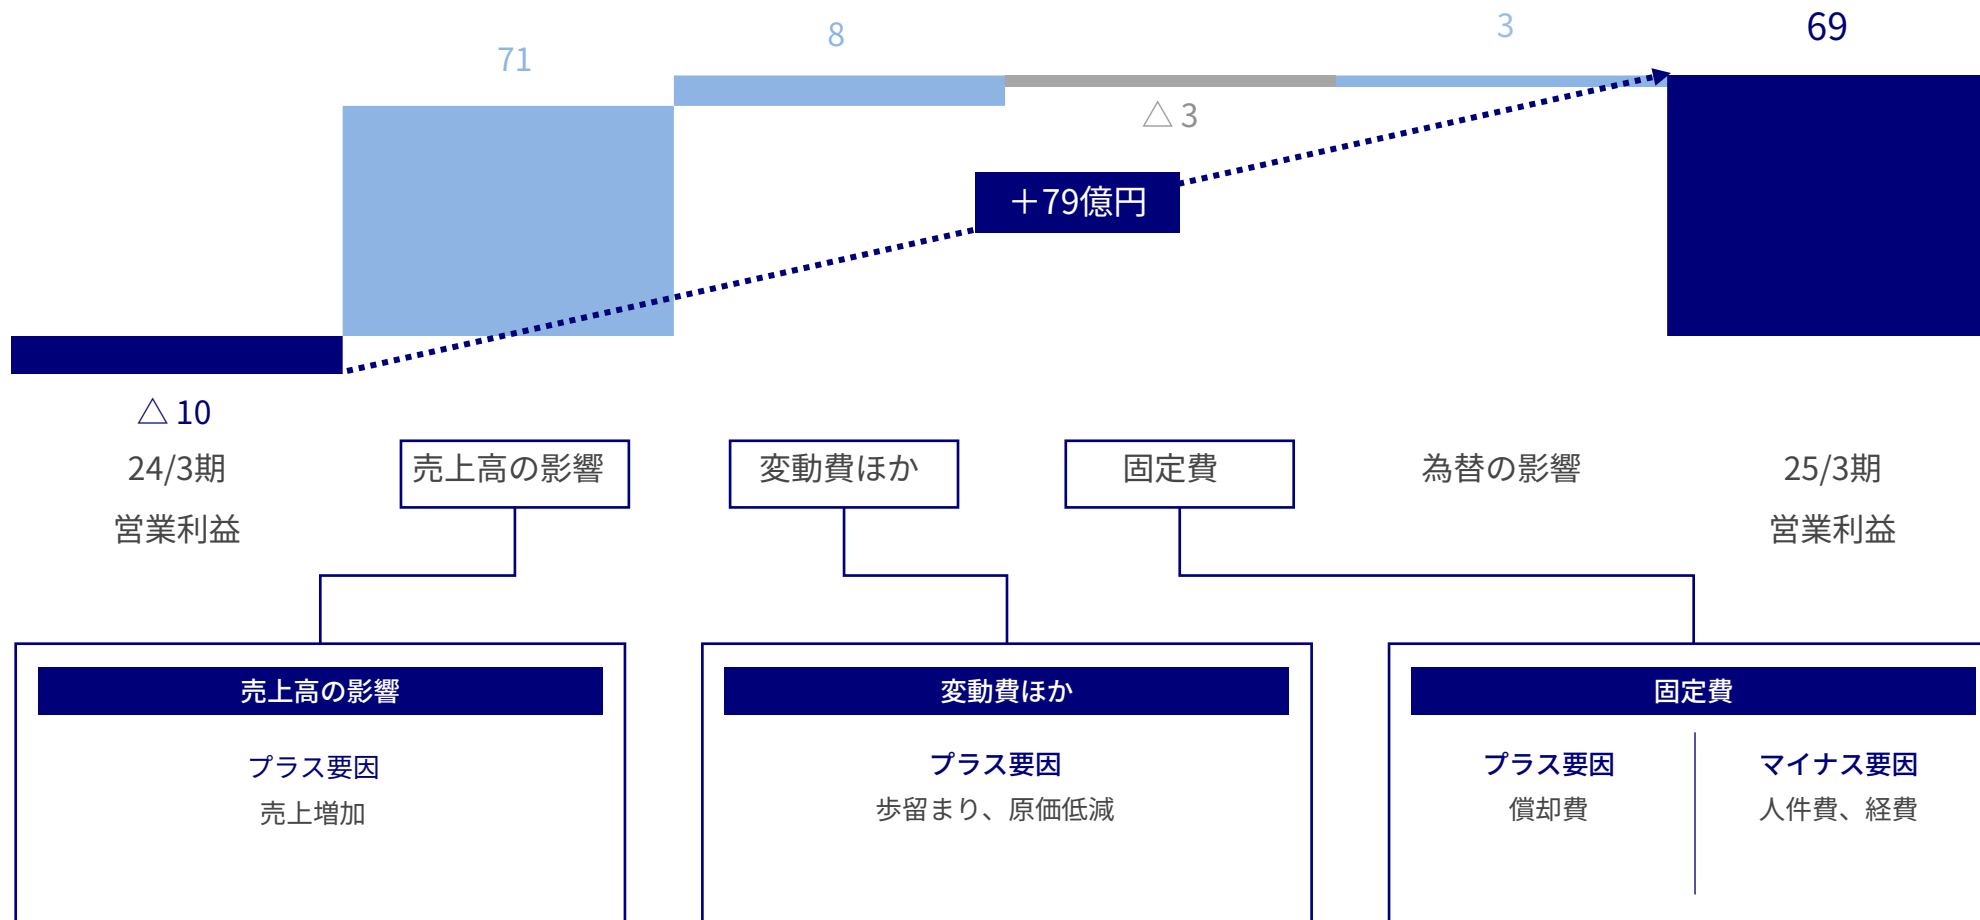 71
8
△ 3
3
69
＋79億円
△ 10
24/3期
営業利益
売上高の影響
変動費ほか
固定費
為替の影響
25/3期
営業利益
売上高の影響
プラス要因
売上増加
変動費ほか
プラス要因
歩留まり、原価低減
固定費
プラス要因
償却費
マイナス要因
人件費、経費